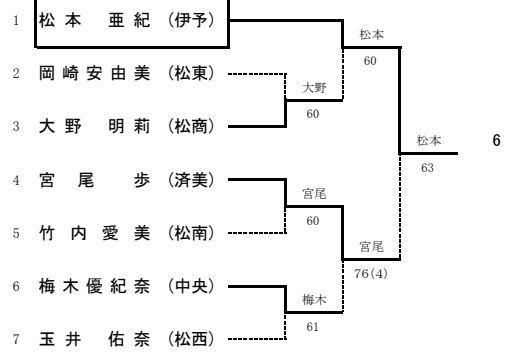 1 松本 亜紀 (伊予)
松本
60
2 岡崎安由美 (松東)
大野
60
3 大野 明莉 (松商)
松本
63
6
4 宮尾 歩 (済美)
宮尾
60
5 竹内愛美 (松南)
宮尾
76(4)
6 梅木優紀奈 (中央)
梅木
61
7 玉井 佑奈 (松西)